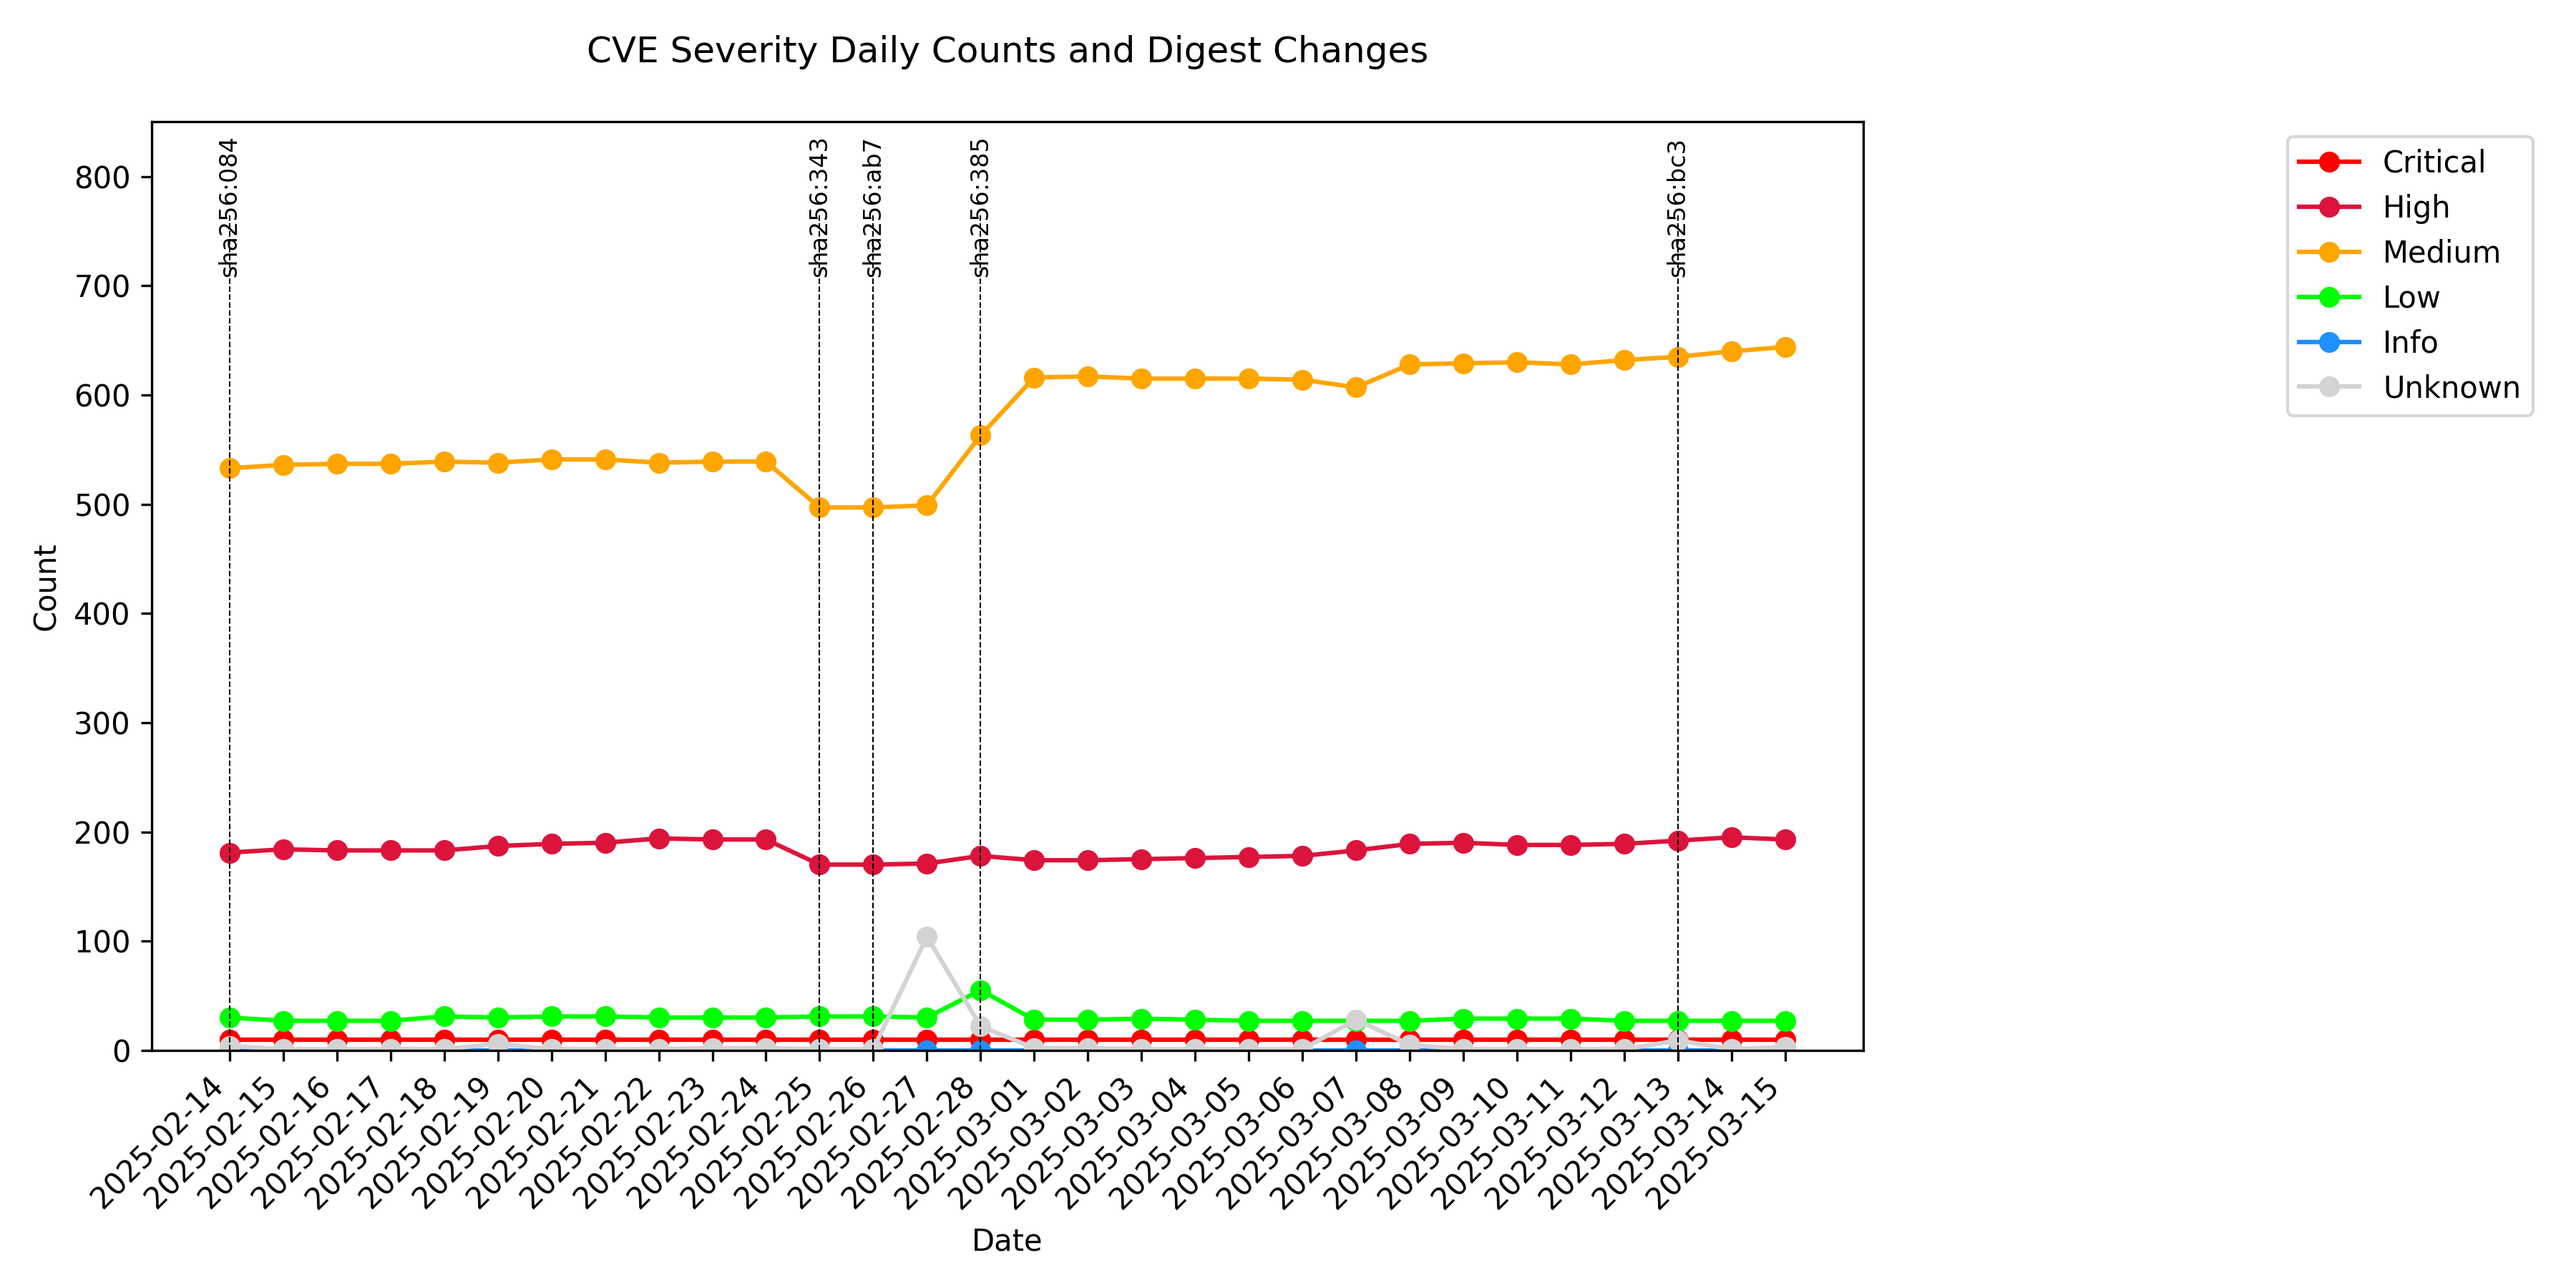 CVE Severity Daily Counts and Digest Changes
sha256:084
sha256:343
sha256:ab7
sha256:385
sha256:bc3
Critical
High
Medium
Low
Info
Unknown
Count
800
700
600
500
400
300
200
100
0
2025-02-14
2025-02-15
2025-02-16
2025-02-17
2025-02-18
2025-02-19
2025-02-20
2025-02-21
2025-02-22
2025-02-23
2025-02-24
2025-02-25
2025-02-26
2025-02-27
2025-02-28
2025-03-01
2025-03-02
2025-03-03
2025-03-04
2025-03-05
2025-03-06
2025-03-07
2025-03-08
2025-03-09
2025-03-10
2025-03-11
2025-03-12
2025-03-13
2025-03-14
2025-03-15
Date